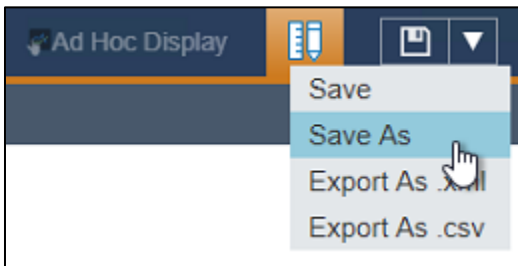 Ad Hoc Display
Save
Save As
Export As .xml
Export As .csv